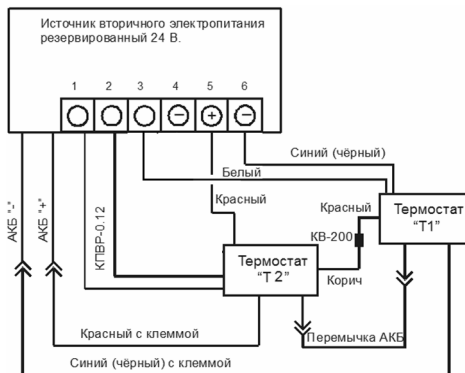 Источник вторичного электропитания
резервированный 24 В.
1 2 3 4 5 6
− + −
Синий (чёрный)
Белый
Красный
Красный
АКБ "-"
АКБ "+"
КПВР-0.12
КВ-200
Термостат
"Т1"
Термостат
"Т 2"
Корич
Красный с клеммой
Перемычка АКБ
Синий (чёрный) с клеммой